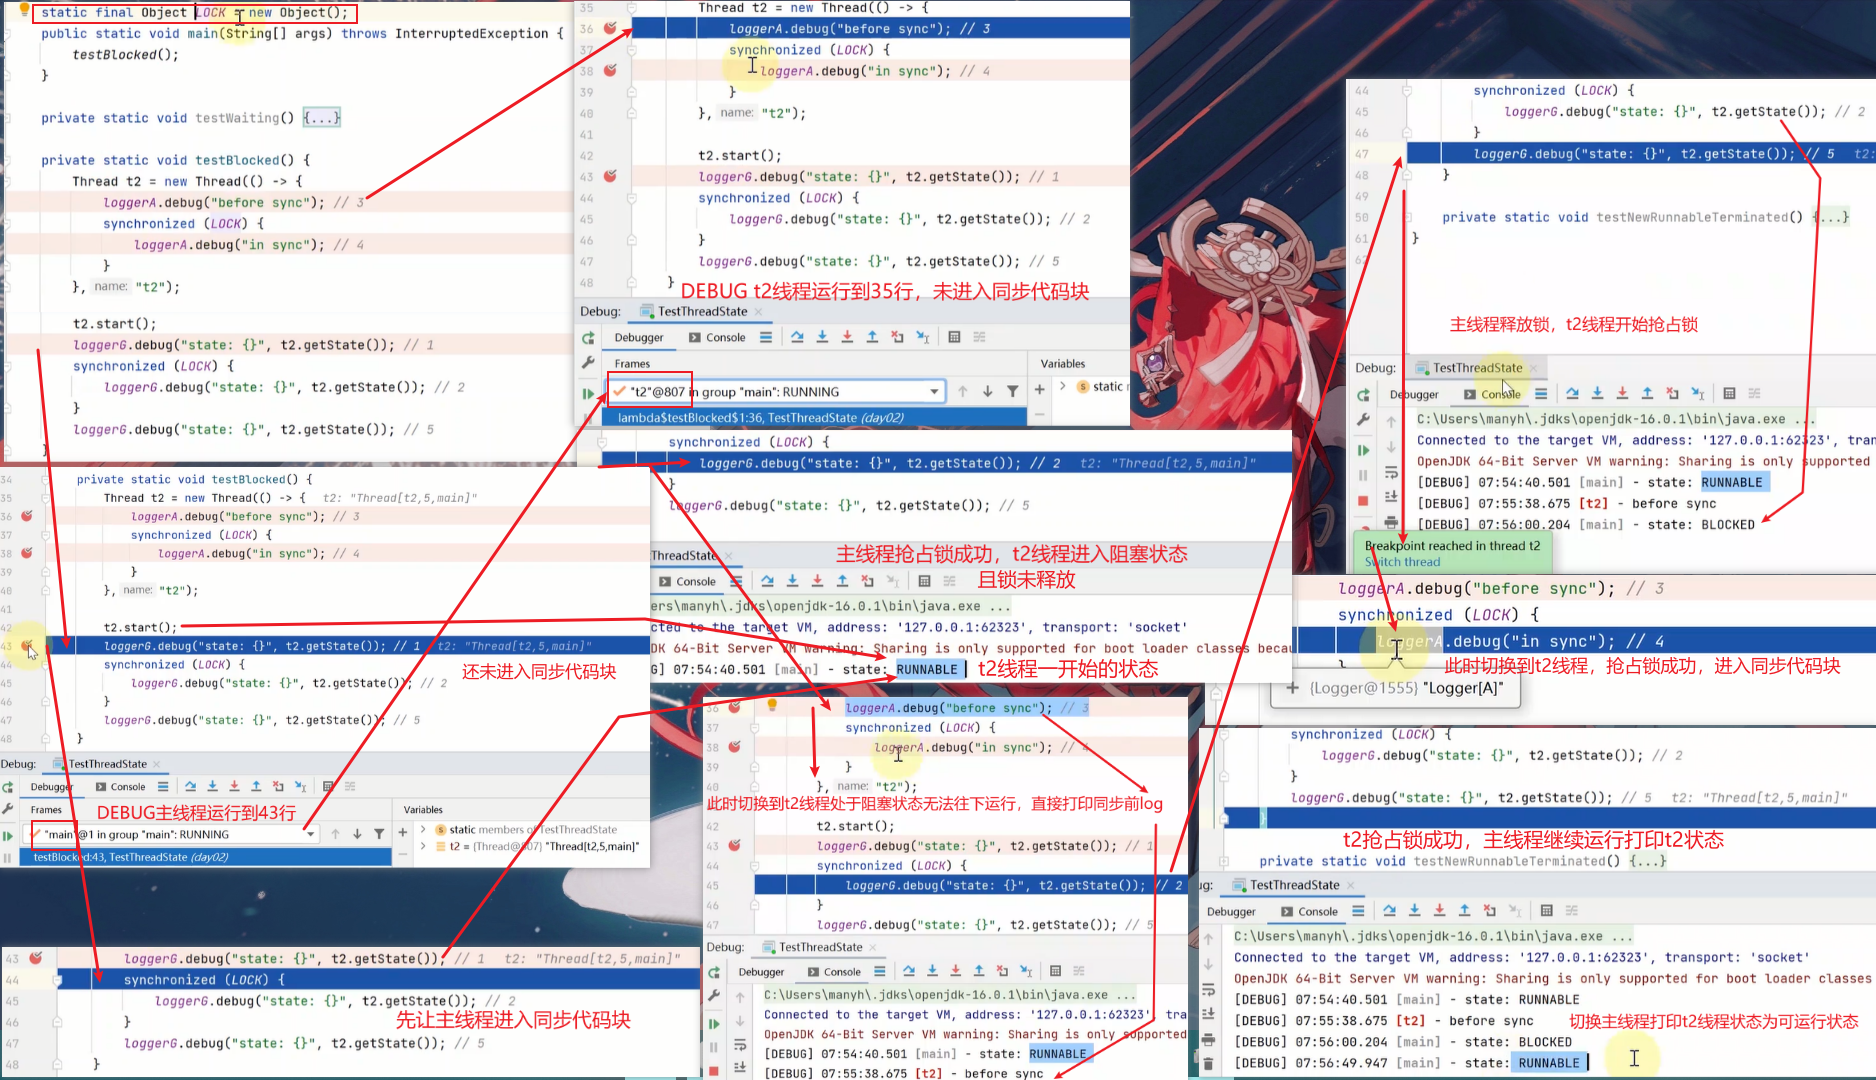 static final Object LOCK = new Object();
public static void main(String[] args) throws InterruptedException {
testBlocked();
}
private static void testWaiting() {...}
private static void testBlocked() {
Thread t2 = new Thread(() -> {
loggerA.debug("before sync"); // 3
synchronized (LOCK) {
loggerA.debug("in sync"); // 4
}
}, name: "t2");
t2.start();
loggerG.debug("state: {}", t2.getState()); // 1
synchronized (LOCK) {
loggerG.debug("state: {}", t2.getState()); // 2
}
loggerG.debug("state: {}", t2.getState()); // 5
35 Thread t2 = new Thread(() -> {
36 loggerA.debug("before sync"); // 3
37 synchronized (LOCK) {
38 loggerA.debug("in sync"); // 4
39 }
40 }, name: "t2");
41
42 t2.start();
43 loggerG.debug("state: {}", t2.getState()); // 1
44 synchronized (LOCK) {
45 loggerG.debug("state: {}", t2.getState()); // 2
46 }
47 loggerG.debug("state: {}", t2.getState()); // 5
48 }
DEBUG t2线程运行到35行，未进入同步代码块
Debug: TestThreadState
Debugger Console
Frames Variables
"t2"@807 in group "main": RUNNING
static
lambda$testBlocked$1:36, TestThreadState (day02)
44 synchronized (LOCK) {
45 loggerG.debug("state: {}", t2.getState()); // 2
46 }
47 loggerG.debug("state: {}", t2.getState()); // 5 t2:
48 }
49
50 private static void testNewRunnableTerminated() {...}
61 }
62
主线程释放锁，t2线程开始抢占锁
Debug: TestThreadState
Debugger Console
C:\Users\manyh\.jdks\openjdk-16.0.1\bin\java.exe ...
Connected to the target VM, address: '127.0.0.1:62323', tran
OpenJDK 64-Bit Server VM warning: Sharing is only supported
[DEBUG] 07:54:40.501 [main] - state: RUNNABLE
[DEBUG] 07:55:38.675 [t2] - before sync
[DEBUG] 07:56:00.204 [main] - state: BLOCKED
Breakpoint reached in thread t2
Switch thread
loggerA.debug("before sync"); // 3
synchronized (LOCK) {
loggerA.debug("in sync"); // 4
此时切换到t2线程，抢占锁成功，进入同步代码块
{Logger@1555} "Logger[A]"
synchronized (LOCK) {
loggerG.debug("state: {}", t2.getState()); // 2 t2: "Thread[t2,5,main]"
}
loggerG.debug("state: {}", t2.getState()); // 5
ThreadState
主线程抢占锁成功，t2线程进入阻塞状态
且锁未释放
Console
ers\manyh\.jdks\openjdk-16.0.1\bin\java.exe ...
cted to the target VM, address: '127.0.0.1:62323', transport: 'socket'
DK 64-Bit Server VM warning: Sharing is only supported for boot loader classes becau
G] 07:54:40.501 [main] - state: RUNNABLE
t2线程一开始的状态
34 private static void testBlocked() {
35 Thread t2 = new Thread(() -> { t2: "Thread[t2,5,main]"
36 loggerA.debug("before sync"); // 3
37 synchronized (LOCK) {
38 loggerA.debug("in sync"); // 4
39 }
40 }, name: "t2");
41
42 t2.start();
43 loggerG.debug("state: {}", t2.getState()); // 1 t2: "Thread[t2,5,main]"
44 synchronized (LOCK) {
还未进入同步代码块
45 loggerG.debug("state: {}", t2.getState()); // 2
46 }
47 loggerG.debug("state: {}", t2.getState()); // 5
48 }
Debug: TestThreadState
Debugger Console
Frames
DEBUG主线程运行到43行
Variables
"main"@1 in group "main": RUNNING
static members of TestThreadState
t2 = {Thread@807} "Thread[t2,5,main]"
testBlocked:43, TestThreadState (day02)
43 loggerG.debug("state: {}", t2.getState()); // 1 t2: "Thread[t2,5,main]"
44 synchronized (LOCK) {
45 loggerG.debug("state: {}", t2.getState()); // 2
46 }
先让主线程进入同步代码块
47 loggerG.debug("state: {}", t2.getState()); // 5
48 }
36 loggerA.debug("before sync"); // 3
37 synchronized (LOCK) {
38 loggerA.debug("in sync"); // 4
39 }
40 }, name: "t2");
此时切换到t2线程处于阻塞状态无法往下运行，直接打印同步前log
42 t2.start();
43 loggerG.debug("state: {}", t2.getState()); // 1
44 synchronized (LOCK) {
45 loggerG.debug("state: {}", t2.getState()); // 2
46 }
47 loggerG.debug("state: {}", t2.getState()); // 5
Debug: TestThreadState
Debugger Console
C:\Users\manyh\.jdks\openjdk-16.0.1\bin\java.exe ...
Connected to the target VM, address: '127.0.0.1:62323', tra
OpenJDK 64-Bit Server VM warning: Sharing is only supported
[DEBUG] 07:54:40.501 [main] - state: RUNNABLE
[DEBUG] 07:55:38.675 [t2] - before sync
synchronized (LOCK) {
loggerG.debug("state: {}", t2.getState()); // 2
}
loggerG.debug("state: {}", t2.getState()); // 5 t2: "Thread[t2,5,main]"
}
t2抢占锁成功，主线程继续运行打印t2状态
private static void testNewRunnableTerminated() {...}
ug: TestThreadState
Debugger Console
C:\Users\manyh\.jdks\openjdk-16.0.1\bin\java.exe ...
Connected to the target VM, address: '127.0.0.1:62323', transport: 'socket'
OpenJDK 64-Bit Server VM warning: Sharing is only supported for boot loader classes
[DEBUG] 07:54:40.501 [main] - state: RUNNABLE
[DEBUG] 07:55:38.675 [t2] - before sync
切换主线程打印t2线程状态为可运行状态
[DEBUG] 07:56:00.204 [main] - state: BLOCKED
[DEBUG] 07:56:49.947 [main] - state: RUNNABLE